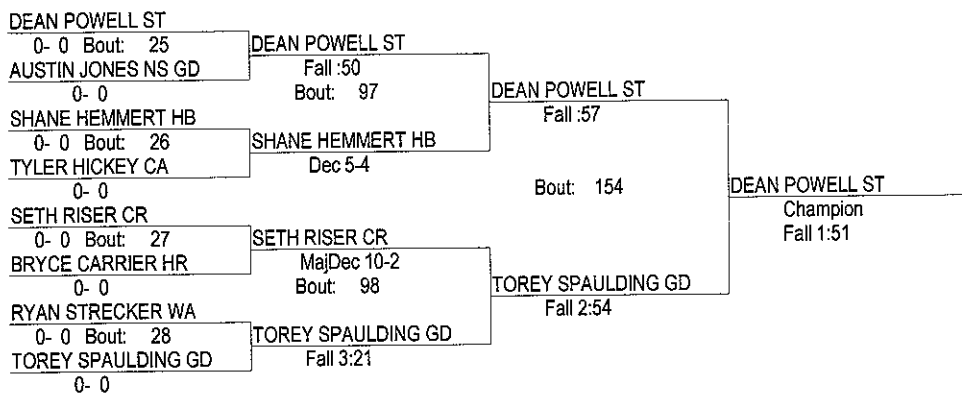 DEAN POWELL ST
0- 0 Bout: 25
AUSTIN JONES NS GD
0- 0
SHANE HEMMERT HB
0- 0 Bout: 26
TYLER HICKEY CA
0- 0
SETH RISER CR
0- 0 Bout: 27
BRYCE CARRIER HR
0- 0
RYAN STRECKER WA
0- 0 Bout: 28
TOREY SPAULDING GD
0- 0
DEAN POWELL ST
Fall :50
Bout: 97
SHANE HEMMERT HB
Dec 5-4
SETH RISER CR
MajDec 10-2
Bout: 98
TOREY SPAULDING GD
Fall 3:21
DEAN POWELL ST
Fall :57
Bout: 154
TOREY SPAULDING GD
Fall 2:54
DEAN POWELL ST
Champion
Fall 1:51